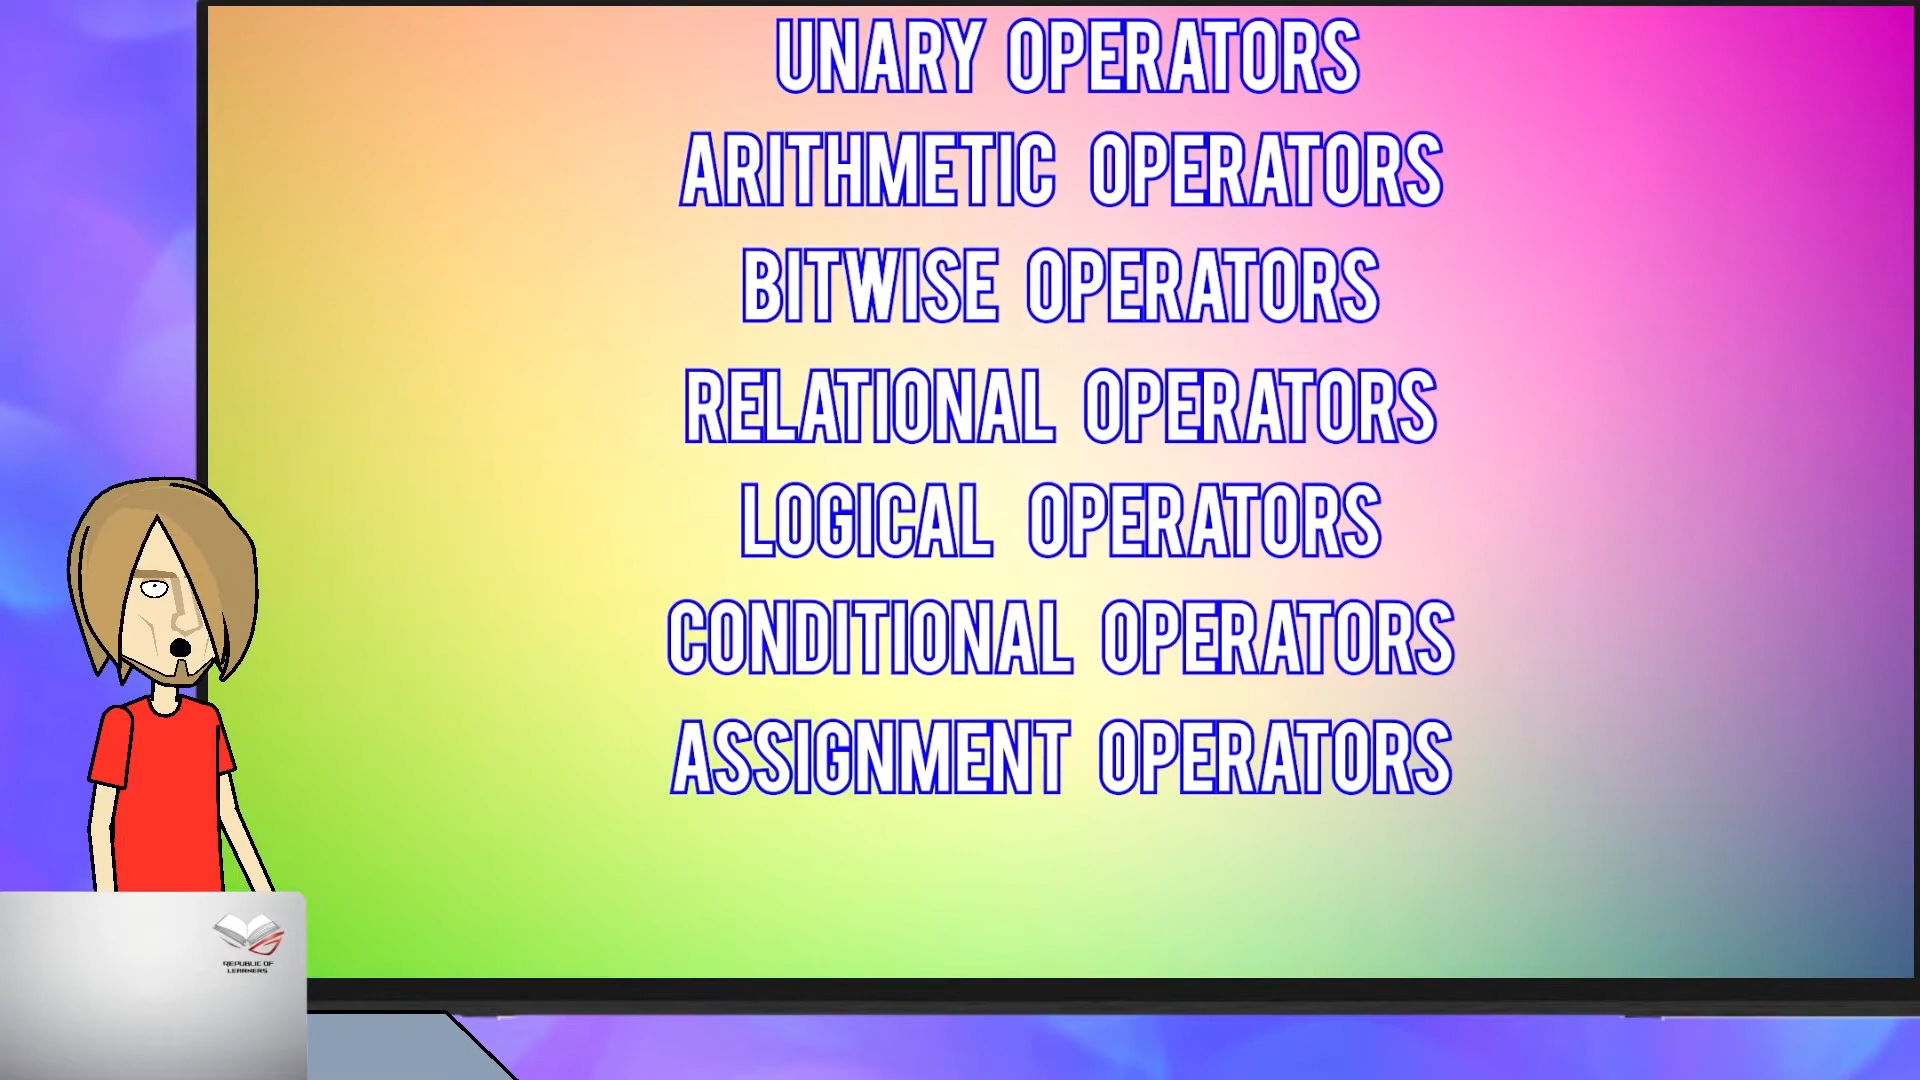 UNARY OPERATORS
ARITHMETIC OPERATORS
BITWISE OPERATORS
RELATIONAL OPERATORS
LOGICAL OPERATORS
CONDITIONAL OPERATORS
ASSIGNMENT OPERATORS
REPUBLIC OF
LEARNERS